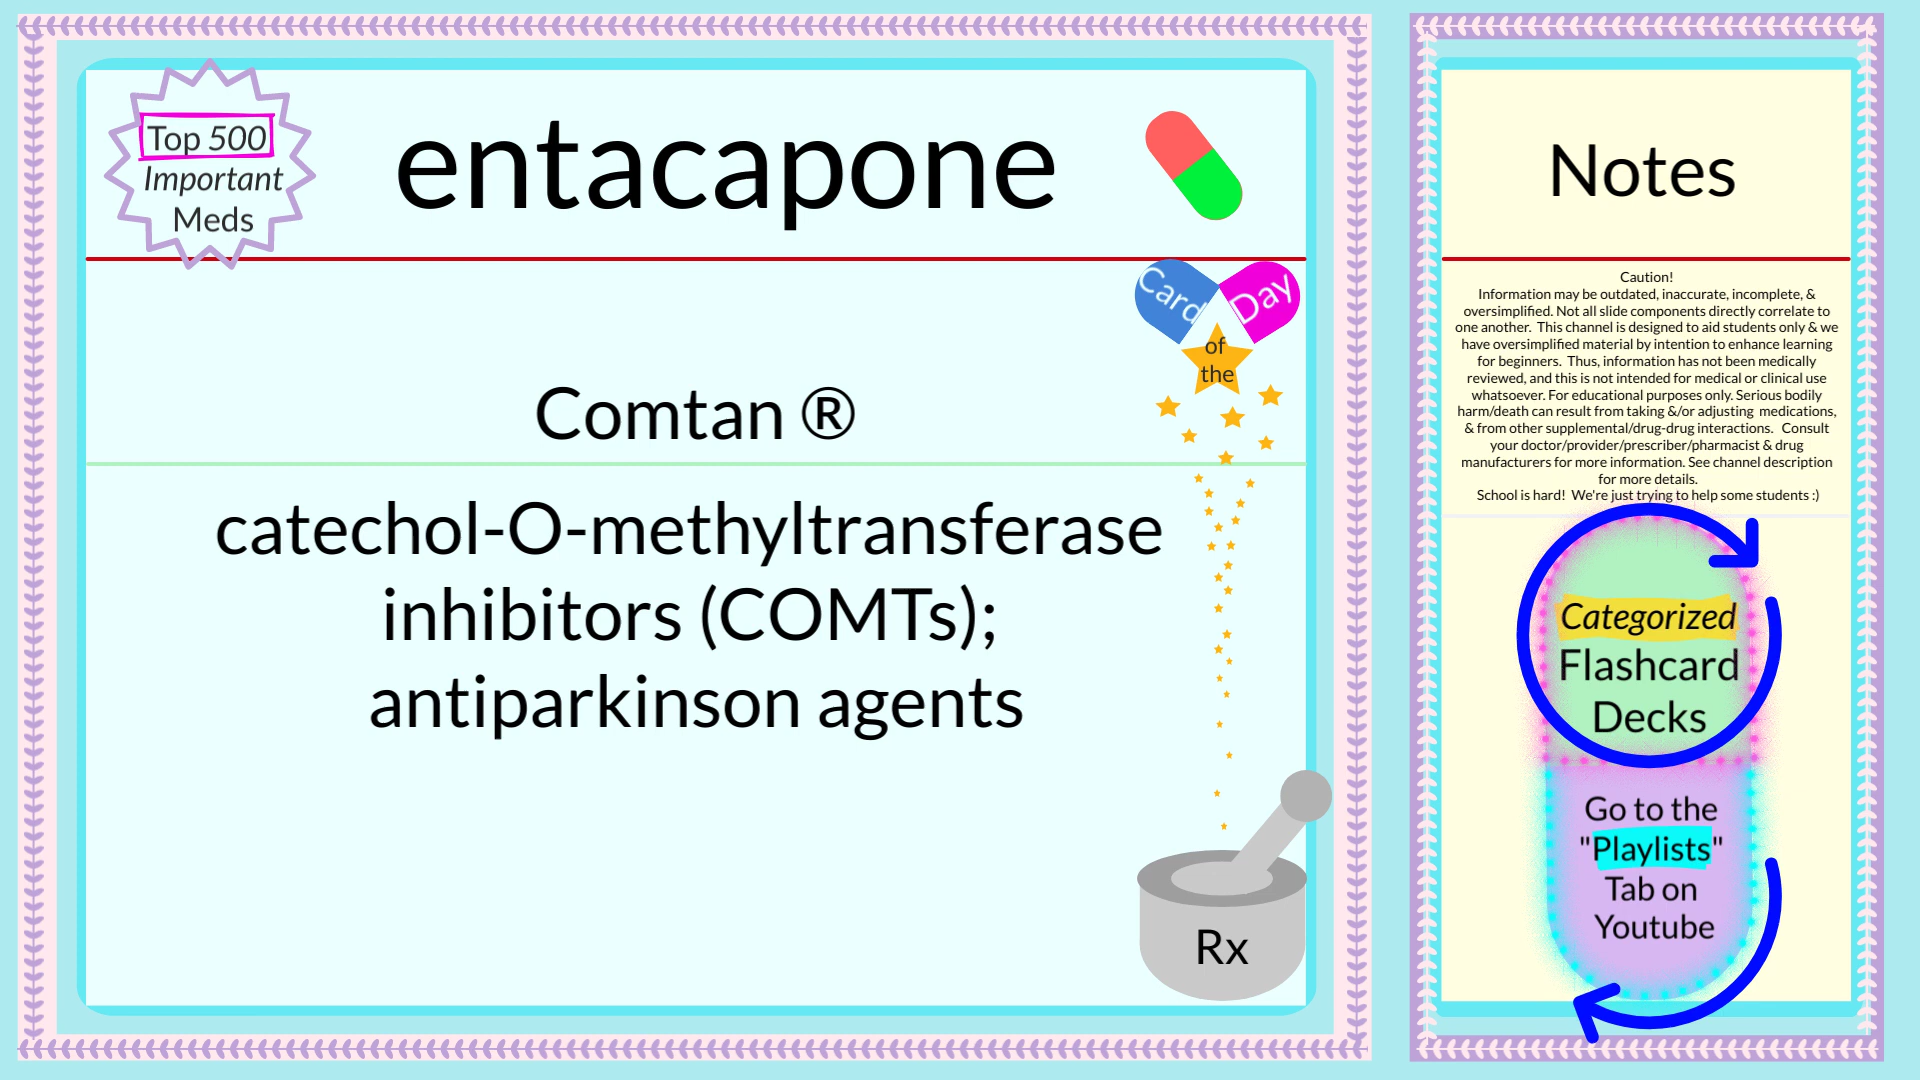 Top 500
Important
Meds
entacapone
Card
of
the
Day
Comtan ®
catechol-O-methyltransferase
inhibitors (COMTs);
antiparkinson agents
Rx
Notes
Caution!
Information may be outdated, inaccurate, incomplete, &
oversimplified. Not all slide components directly correlate to
one another. This channel is designed to aid students only & we
have oversimplified material by intention to enhance learning
for beginners. Thus, information has not been medically
reviewed, and this is not intended for medical or clinical use
whatsoever. For educational purposes only. Serious bodily
harm/death can result from taking &/or adjusting medications,
& from other supplemental/drug-drug interactions. Consult
your doctor/provider/prescriber/pharmacist & drug
manufacturers for more information. See channel description
for more details.
School is hard! We're just trying to help some students :)
Categorized
Flashcard
Decks
Go to the
"Playlists"
Tab on
Youtube